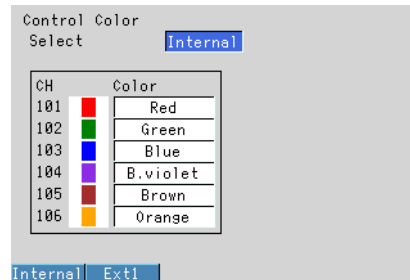 Control Color
Select Internal
CH Color
101 Red
102 Green
103 Blue
104 B.violet
105 Brown
106 Orange
Internal Ext1